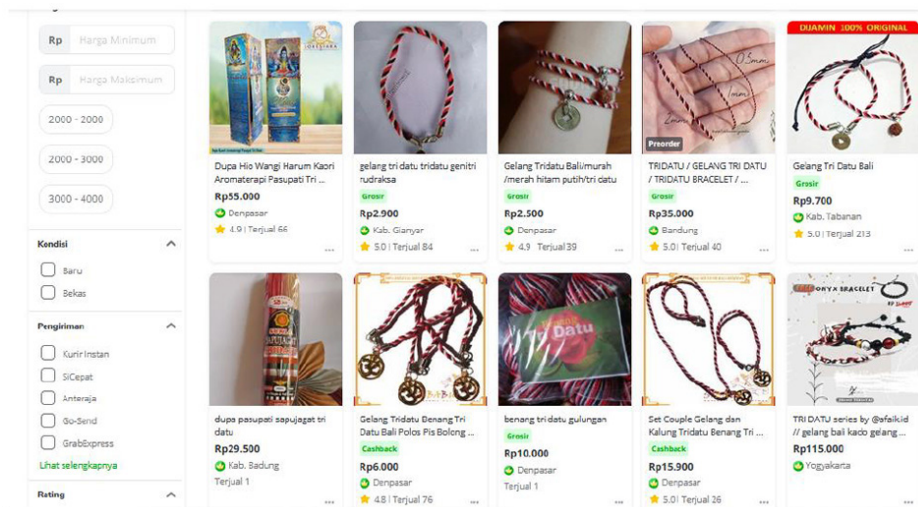 Rp Harga Minimum
Rp Harga Maksimum
2000 - 2000
2000 - 3000
3000 - 4000
Kondisi
Baru
Bekas
Pengiriman
Kurir Instan
SiCepat
Anteraja
Go-Send
GrabExpress
Lihat selengkapnya
Rating
Dupa Hio Wangi Harum Kaori
Aromaterapi Pasupati Tri ...
Rp55.000
Denpasar
4.9 | Terjual 66
gelang tri datu tridatu genitri
rudraksa
Grosir
Rp2.900
Kab. Gianyar
5.0 | Terjual 84
Gelang Tridatu Bali/murah
/merah hitam putih/tri datu
Grosir
Rp2.500
Denpasar
4.9 Terjual 39
0.5mm
1mm
2mm
Preorder
TRIDATU / GELANG TRI DATU
/ TRIDATU BRACELET / ...
Grosir
Rp35.000
Bandung
5.0 | Terjual 40
DIJAMIN 100% ORIGINAL
Gelang Tri Datu Bali
Grosir
Rp9.700
Kab. Tabanan
5.0 | Terjual 213
dupa pasupati sapujagat tri
datu
Rp29.500
Kab. Badung
Terjual 1
Gelang Tridatu Benang Tri
Datu Bali Polos Pis Bolong ...
Cashback
Rp6.000
Denpasar
4.8 | Terjual 76
Tri Datu
benang tri datu gulungan
Grosir
Rp10.000
Denpasar
Terjual 1
Set Couple Gelang dan
Kalung Tridatu Benang Tri ...
Cashback
Rp15.900
Denpasar
5.0 | Terjual 26
ONYX BRACELET
TRI DATU series by @afaikid
// gelang bali kado gelang ...
Rp115.000
Yogyakarta